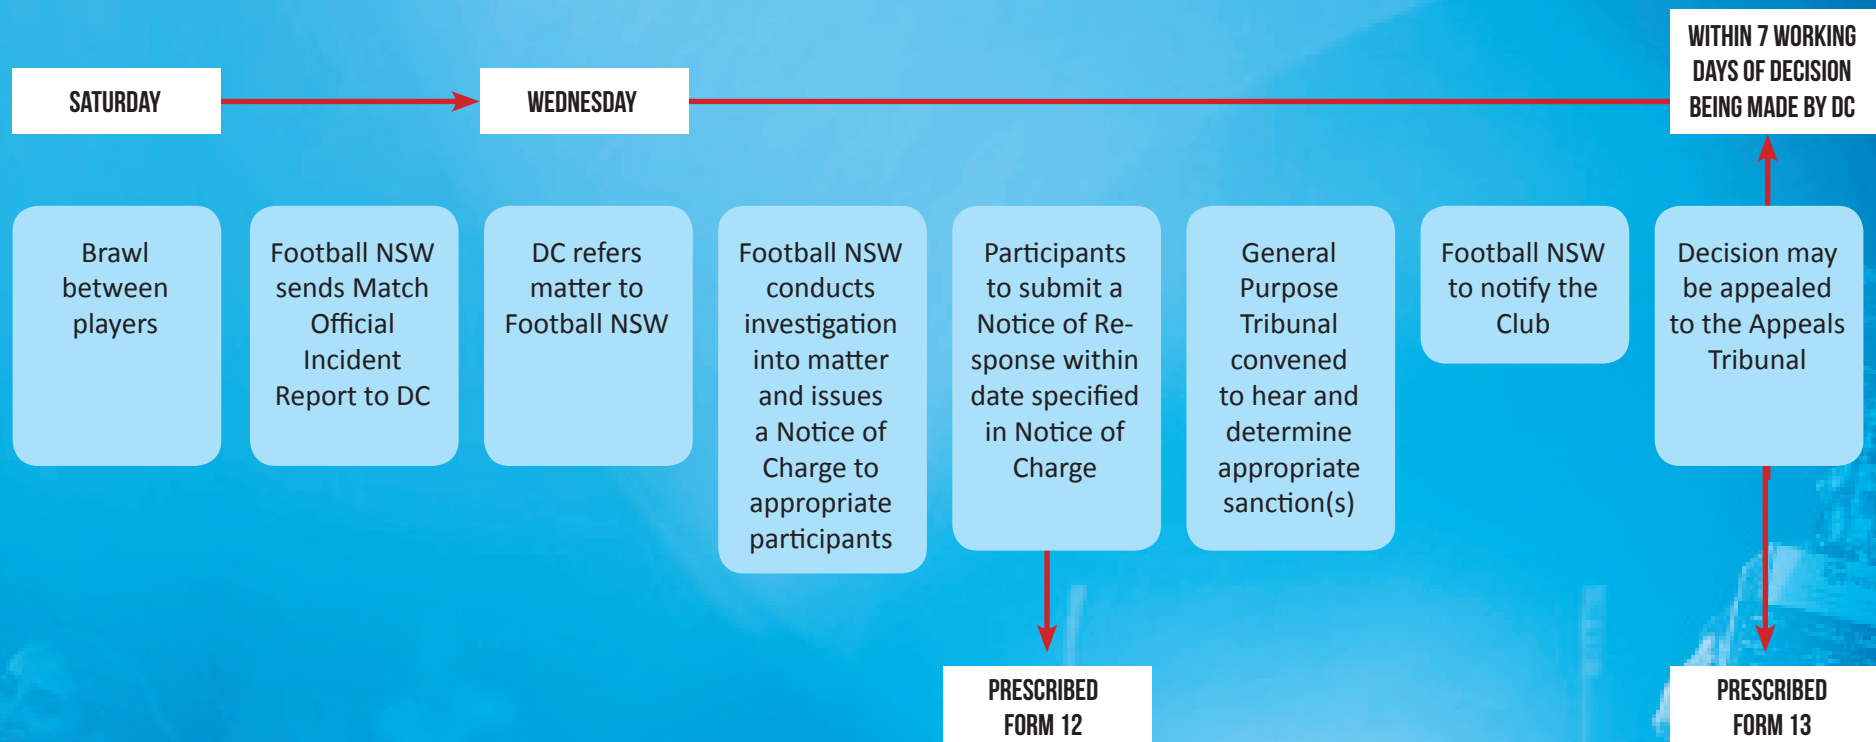 WITHIN 7 WORKING
DAYS OF DECISION
BEING MADE BY DC
SATURDAY
WEDNESDAY
Brawl
between
players
Football NSW
sends Match
Official
Incident
Report to DC
DC refers
matter to
Football NSW
Football NSW
conducts
investigation
into matter
and issues
a Notice of
Charge to
appropriate
participants
Participants
to submit a
Notice of Re-
sponse within
date specified
in Notice of
Charge
General
Purpose
Tribunal
convened
to hear and
determine
appropriate
sanction(s)
Football NSW
to notify the
Club
Decision may
be appealed
to the Appeals
Tribunal
PRESCRIBED
FORM 12
PRESCRIBED
FORM 13